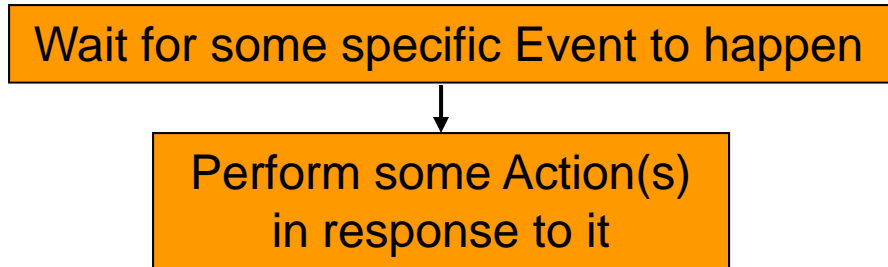 Wait for some specific Event to happen
Perform some Action(s)
in response to it